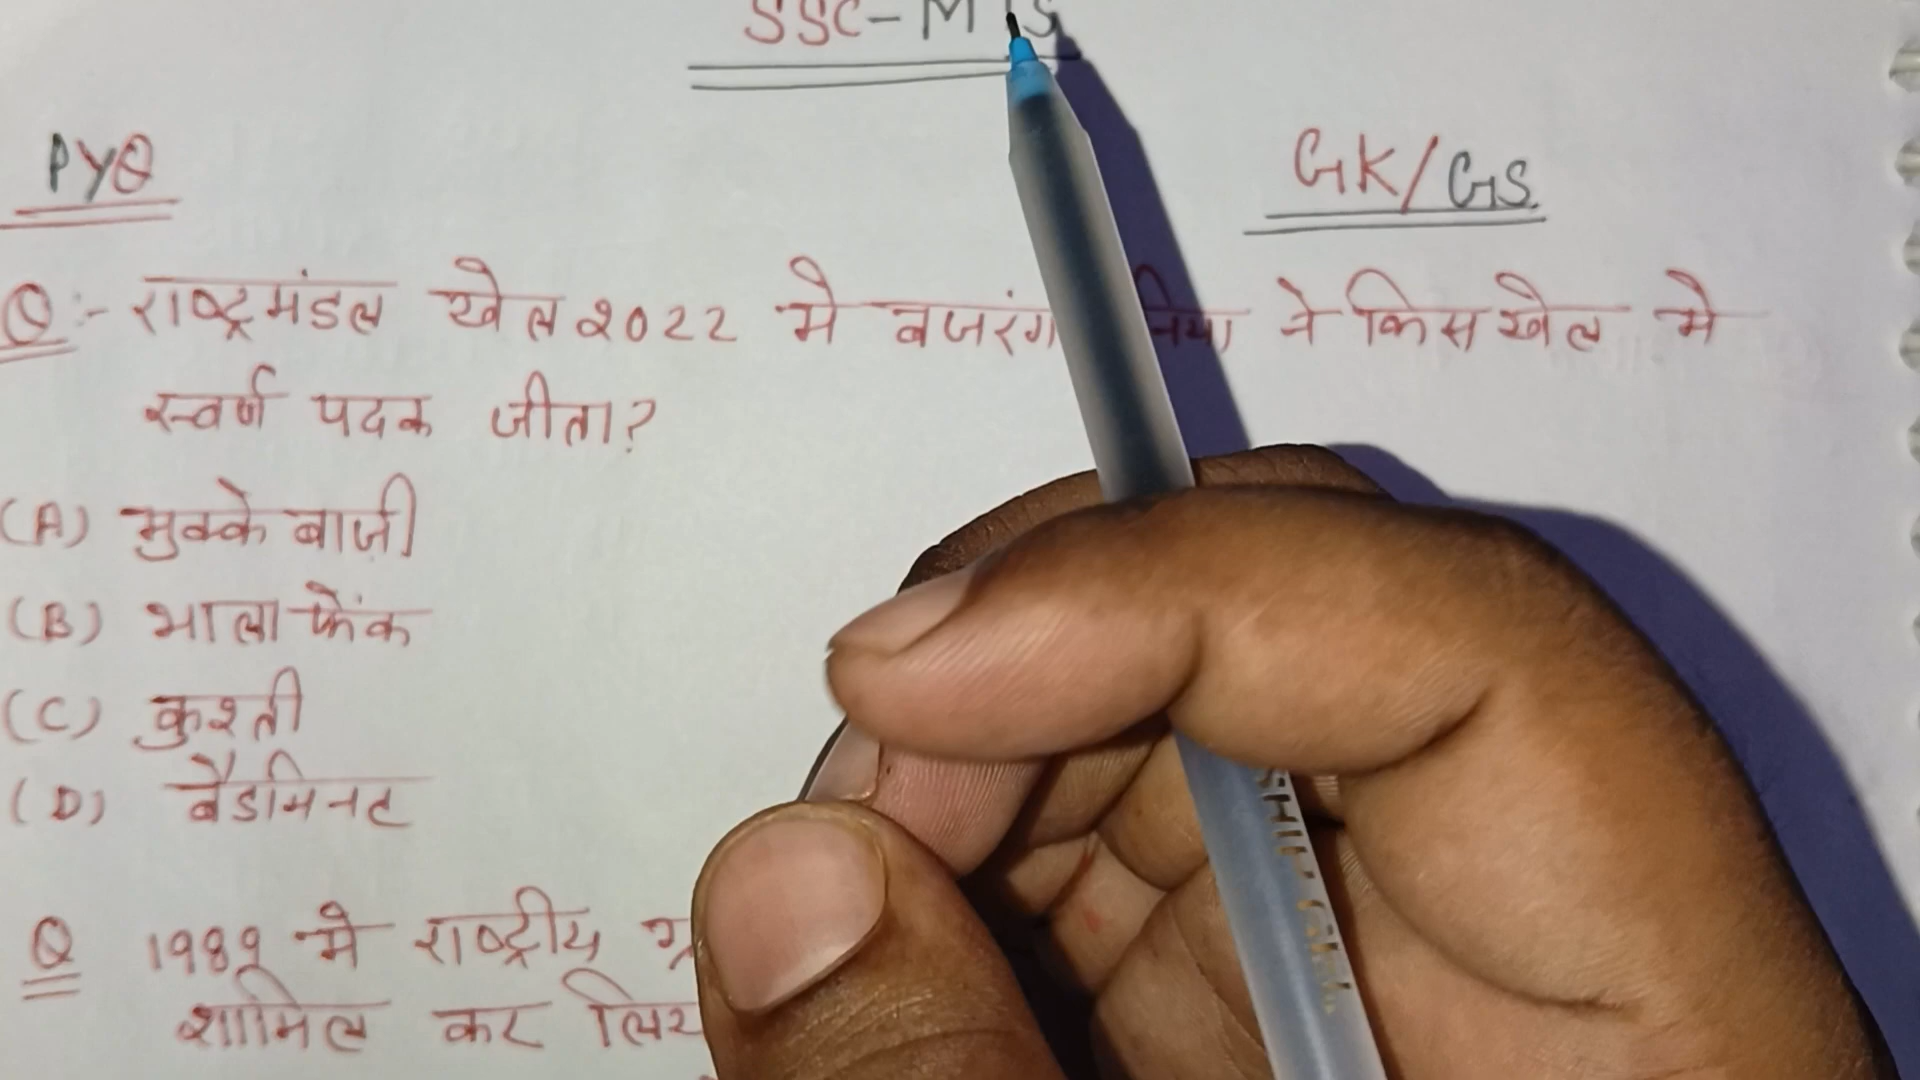 SSC-MTS
PYQ
GK/GS
Q:- राष्ट्रमंडल खेल 2022 मे बजरंग ने किस खेल मे
स्वर्ण पदक जीता?
(A) मुक्केबाज़ी
(B) भाला फेंक
(C) कुश्ती
(D) बैडमिनट
Q 1989 मे राष्ट्रीय
शामिल कर